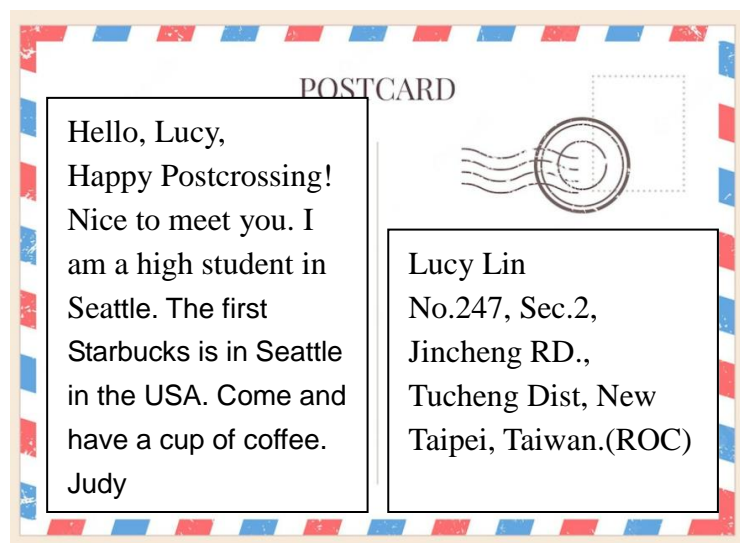 POSTCARD
Hello, Lucy,
Happy Postcrossing!
Nice to meet you. I
am a high student in
Seattle. The first
Starbucks is in Seattle
in the USA. Come and
have a cup of coffee.
Judy
Lucy Lin
No.247, Sec.2,
Jincheng RD.,
Tucheng Dist, New
Taipei, Taiwan.(ROC)